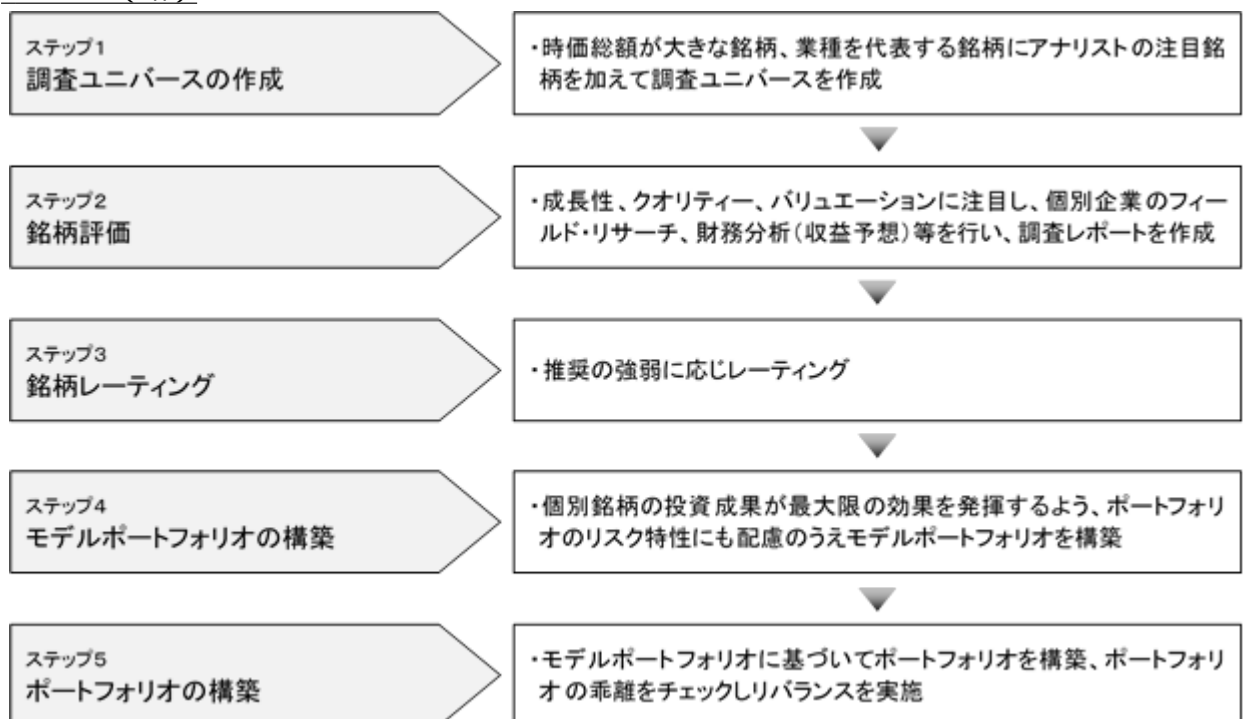 ステップ1
調査ユニバースの作成
・時価総額が大きな銘柄、業種を代表する銘柄にアナリストの注目銘
柄を加えて調査ユニバースを作成
ステップ2
銘柄評価
・成長性、クオリティー、バリュエーションに注目し、個別企業のフィー
ルド・リサーチ、財務分析(収益予想)等を行い、調査レポートを作成
ステップ3
銘柄レーティング
・推奨の強弱に応じレーティング
ステップ4
モデルポートフォリオの構築
・個別銘柄の投資成果が最大限の効果を発揮するよう、ポートフォリ
オのリスク特性にも配慮のうえモデルポートフォリオを構築
ステップ5
ポートフォリオの構築
・モデルポートフォリオに基づいてポートフォリオを構築、ポートフォリ
オの乖離をチェックしリバランスを実施